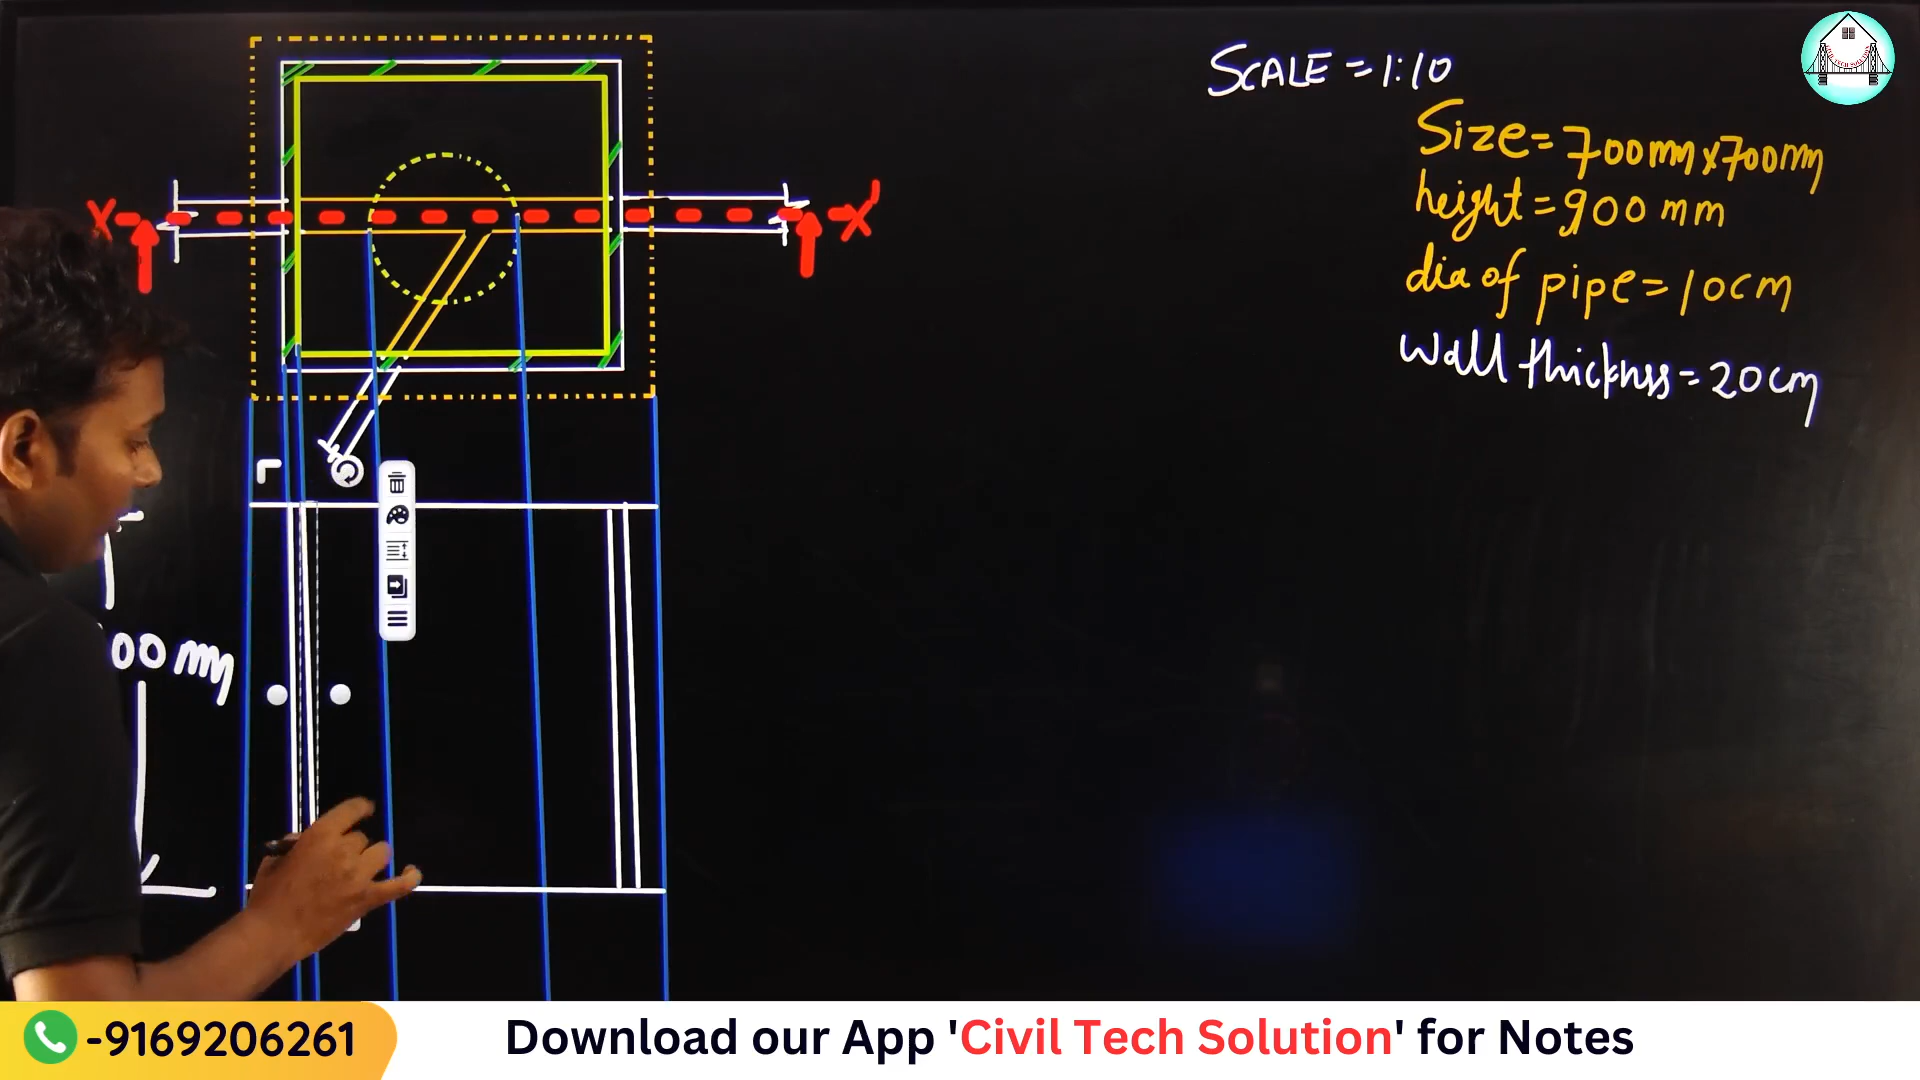 SCALE = 1:10
Size = 700mm x 700mm
height = 900 mm
dia of pipe = 10cm
wall thicknss = 20cm
X
X'
00 mm
-9169206261
Download our App 'Civil Tech Solution' for Notes